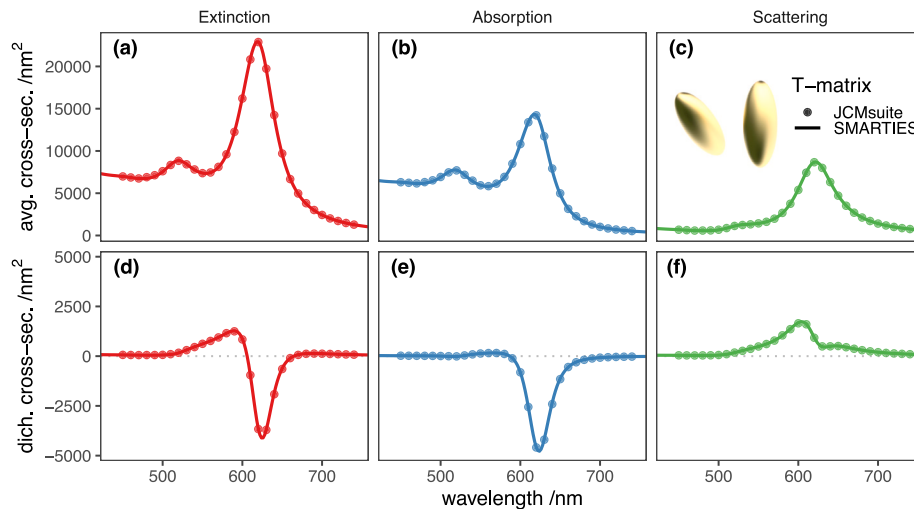 Extinction Absorption Scattering
(a) (b) (c)
avg. cross−sec. /nm²
20000
15000
10000
5000
0
T−matrix
JCMsuite
SMARTIES
(d) (e) (f)
dich. cross−sec. /nm²
5000
2500
0
−2500
−5000
500 600 700 500 600 700 500 600 700
wavelength /nm